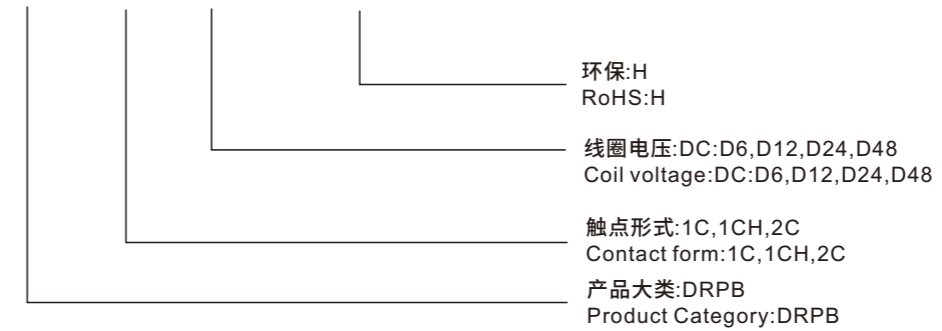 环保:H
RoHS:H
线圈电压:DC:D6,D12,D24,D48
Coil voltage:DC:D6,D12,D24,D48
触点形式:1C,1CH,2C
Contact form:1C,1CH,2C
产品大类:DRPB
Product Category:DRPB